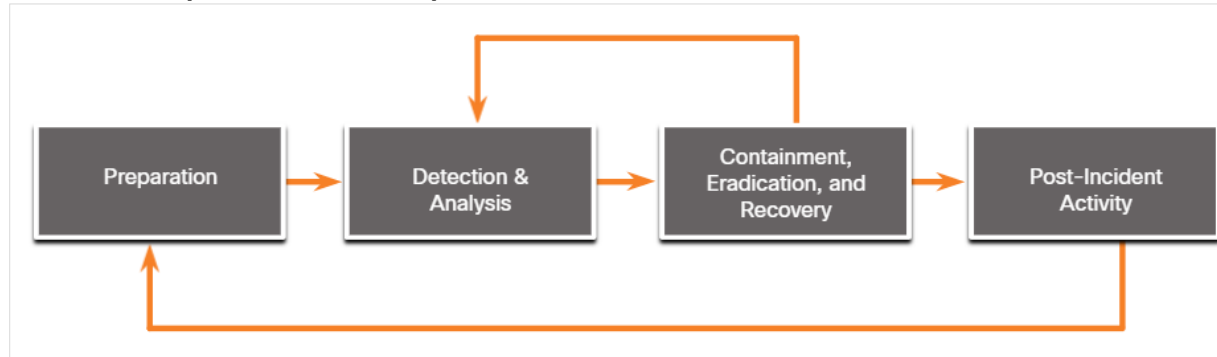 Preparation
Detection &
Analysis
Containment,
Eradication, and
Recovery
Post-Incident
Activity